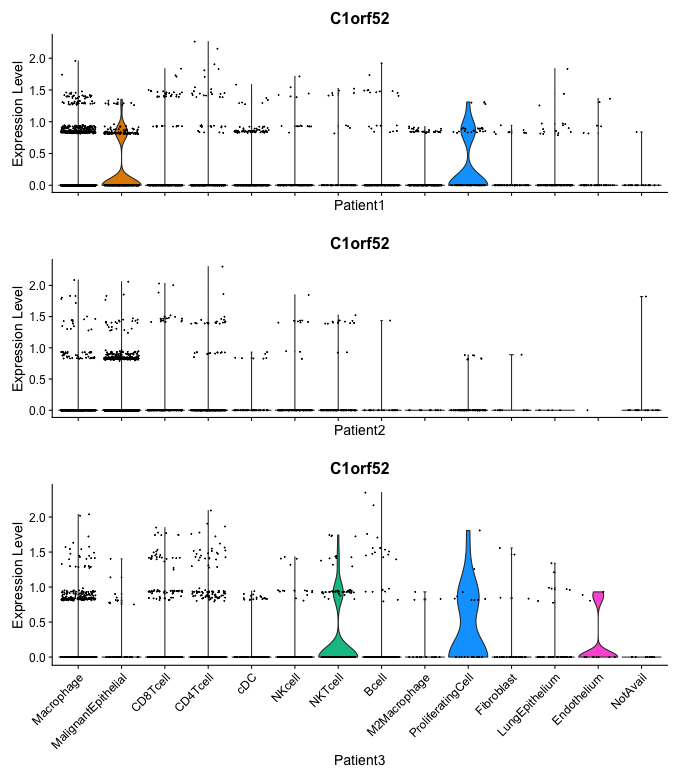 C1orf52
Expression Level
2.0
1.5
1.0
0.5
0.0
Patient1
C1orf52
Expression Level
2.0
1.5
1.0
0.5
0.0
Patient2
C1orf52
Expression Level
2.0
1.5
1.0
0.5
0.0
Macrophage
MalignantEpithelial
CD8Tcell
CD4Tcell
cDC
NKcell
NKTcell
Bcell
M2Macrophage
ProliferatingCell
Fibroblast
LungEpithelium
Endothelium
NotAvail
Patient3